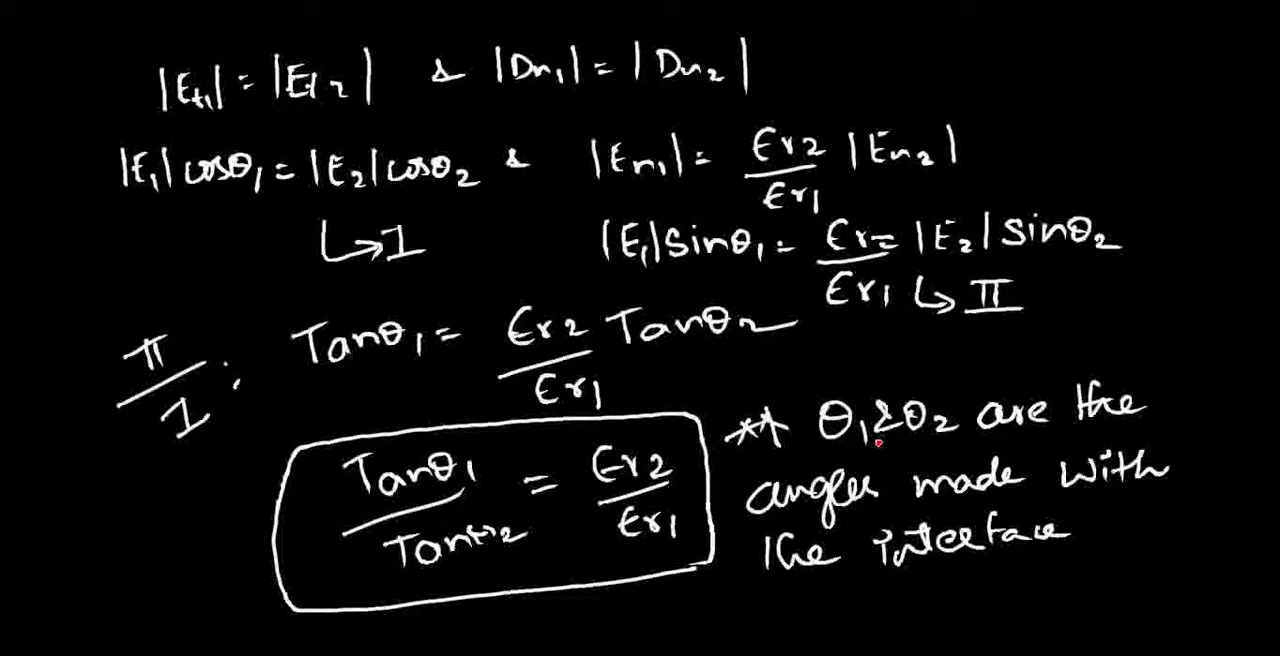 |Et1| = |Et2| & |Dn1| = |Dn2|
|E1| cosθ1 = |E2| cosθ2 & |En1| = εr2/εr1 |En2|
↳ I |E1| sinθ1 = εr2/εr1 |E2| sinθ2
↳ II
II/I : Tanθ1 = εr2/εr1 Tanθ2
Tanθ1/Tanθ2 = εr2/εr1
** θ1 & θ2 are the
angles made with
the interface